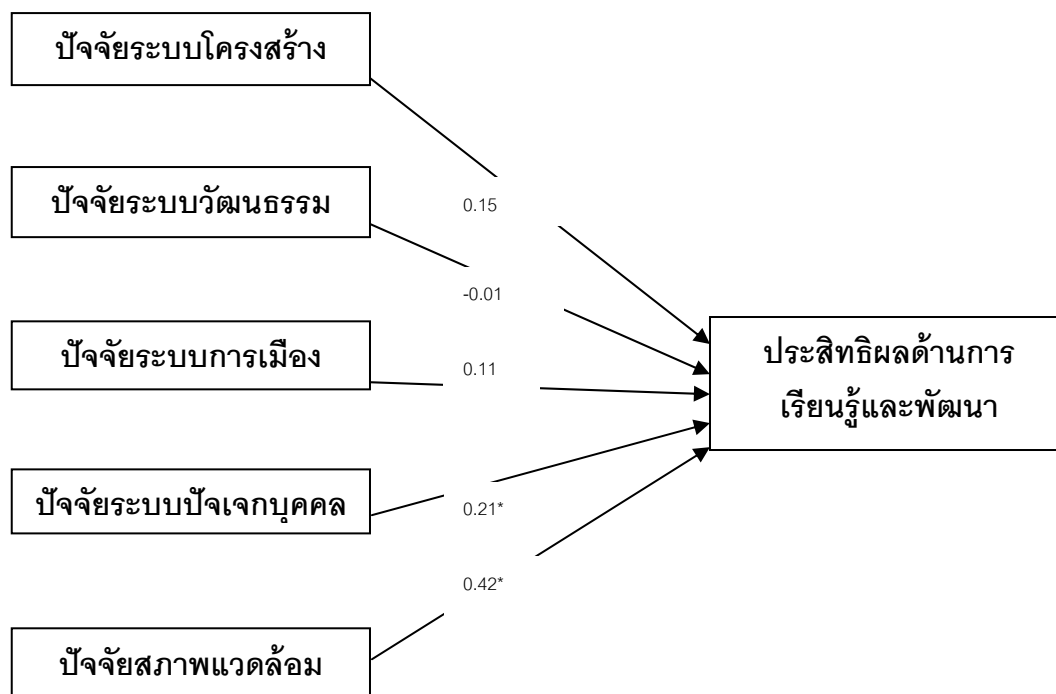 ปัจจัยระบบโครงสร้าง
ปัจจัยระบบวัฒนธรรม
ปัจจัยระบบการเมือง
ปัจจัยระบบปัจเจกบุคคล
ปัจจัยสภาพแวดล้อม
0.15
-0.01
0.11
0.21*
0.42*
ประสิทธิผลด้านการ
เรียนรู้และพัฒนา